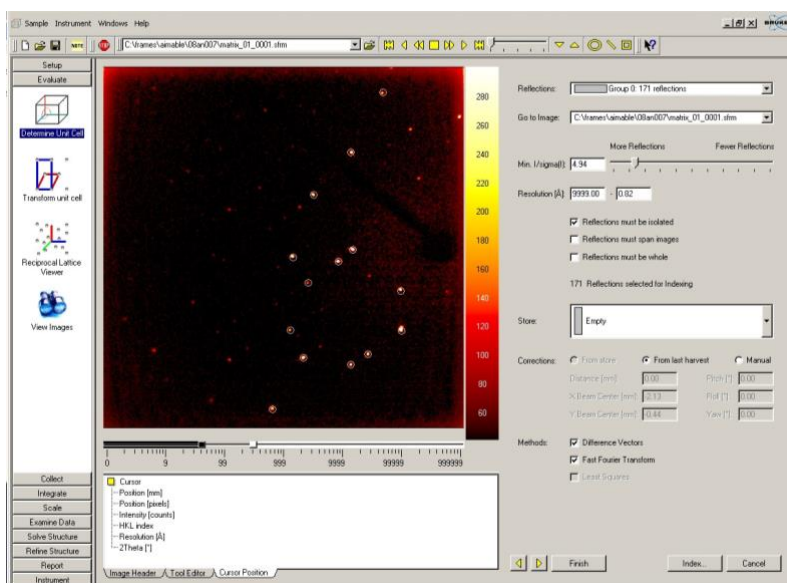 Sample Instrument Windows Help
BRUKER
NOTE
STOP
C:\frames\aimable\08an007\matrix_01_0001.sfrm
Setup
Evaluate
Determine Unit Cell
Transform unit cell
Reciprocal Lattice
Viewer
View Images
Collect
Integrate
Scale
Examine Data
Solve Structure
Refine Structure
Report
Instrument
280
260
240
220
200
180
160
140
120
100
80
60
0 9 99 999 9999 99999 999999
Cursor
Position [mm]
Position [pixels]
Intensity [counts]
HKL index
Resolution [Å]
2Theta [°]
Image Header Tool Editor Cursor Position
Reflections: Group 0: 171 reflections
Go to Image: C:\frames\aimable\08an007\matrix_01_0001.sfrm
More Reflections Fewer Reflections
Min. I/sigma(I): 4.94
Resolution [Å]: 9999.00 - 0.82
Reflections must be isolated
Reflections must span images
Reflections must be whole
171 Reflections selected for Indexing
Store: Empty
Corrections: From store From last harvest Manual
Distance [mm]: 0.00 Pitch [°]: 0.00
X Beam Center [mm]: -2.13 Roll [°]: 0.00
Y Beam Center [mm]: -0.44 Yaw [°]: 0.00
Methods: Difference Vectors
Fast Fourier Transform
Least Squares
Finish Index... Cancel